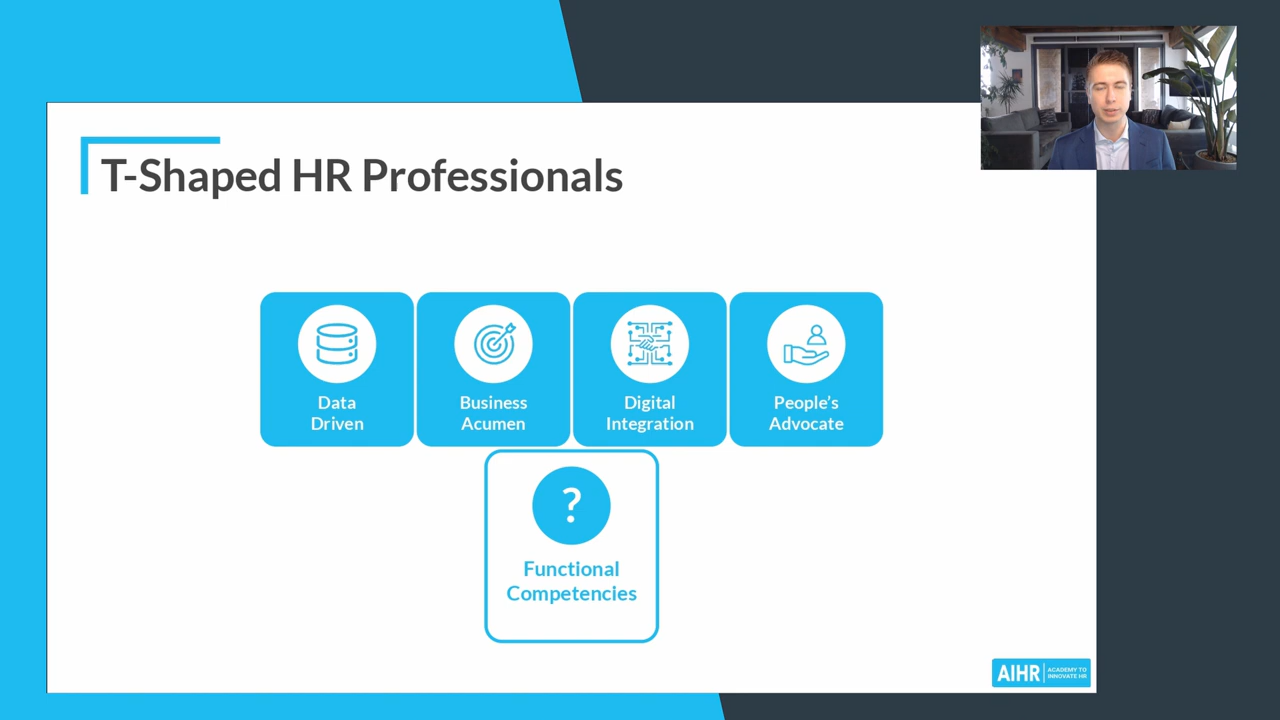 T-Shaped HR Professionals
Data
Driven
Business
Acumen
Digital
Integration
People's
Advocate
?
Functional
Competencies
AIHR
ACADEMY TO
INNOVATE HR